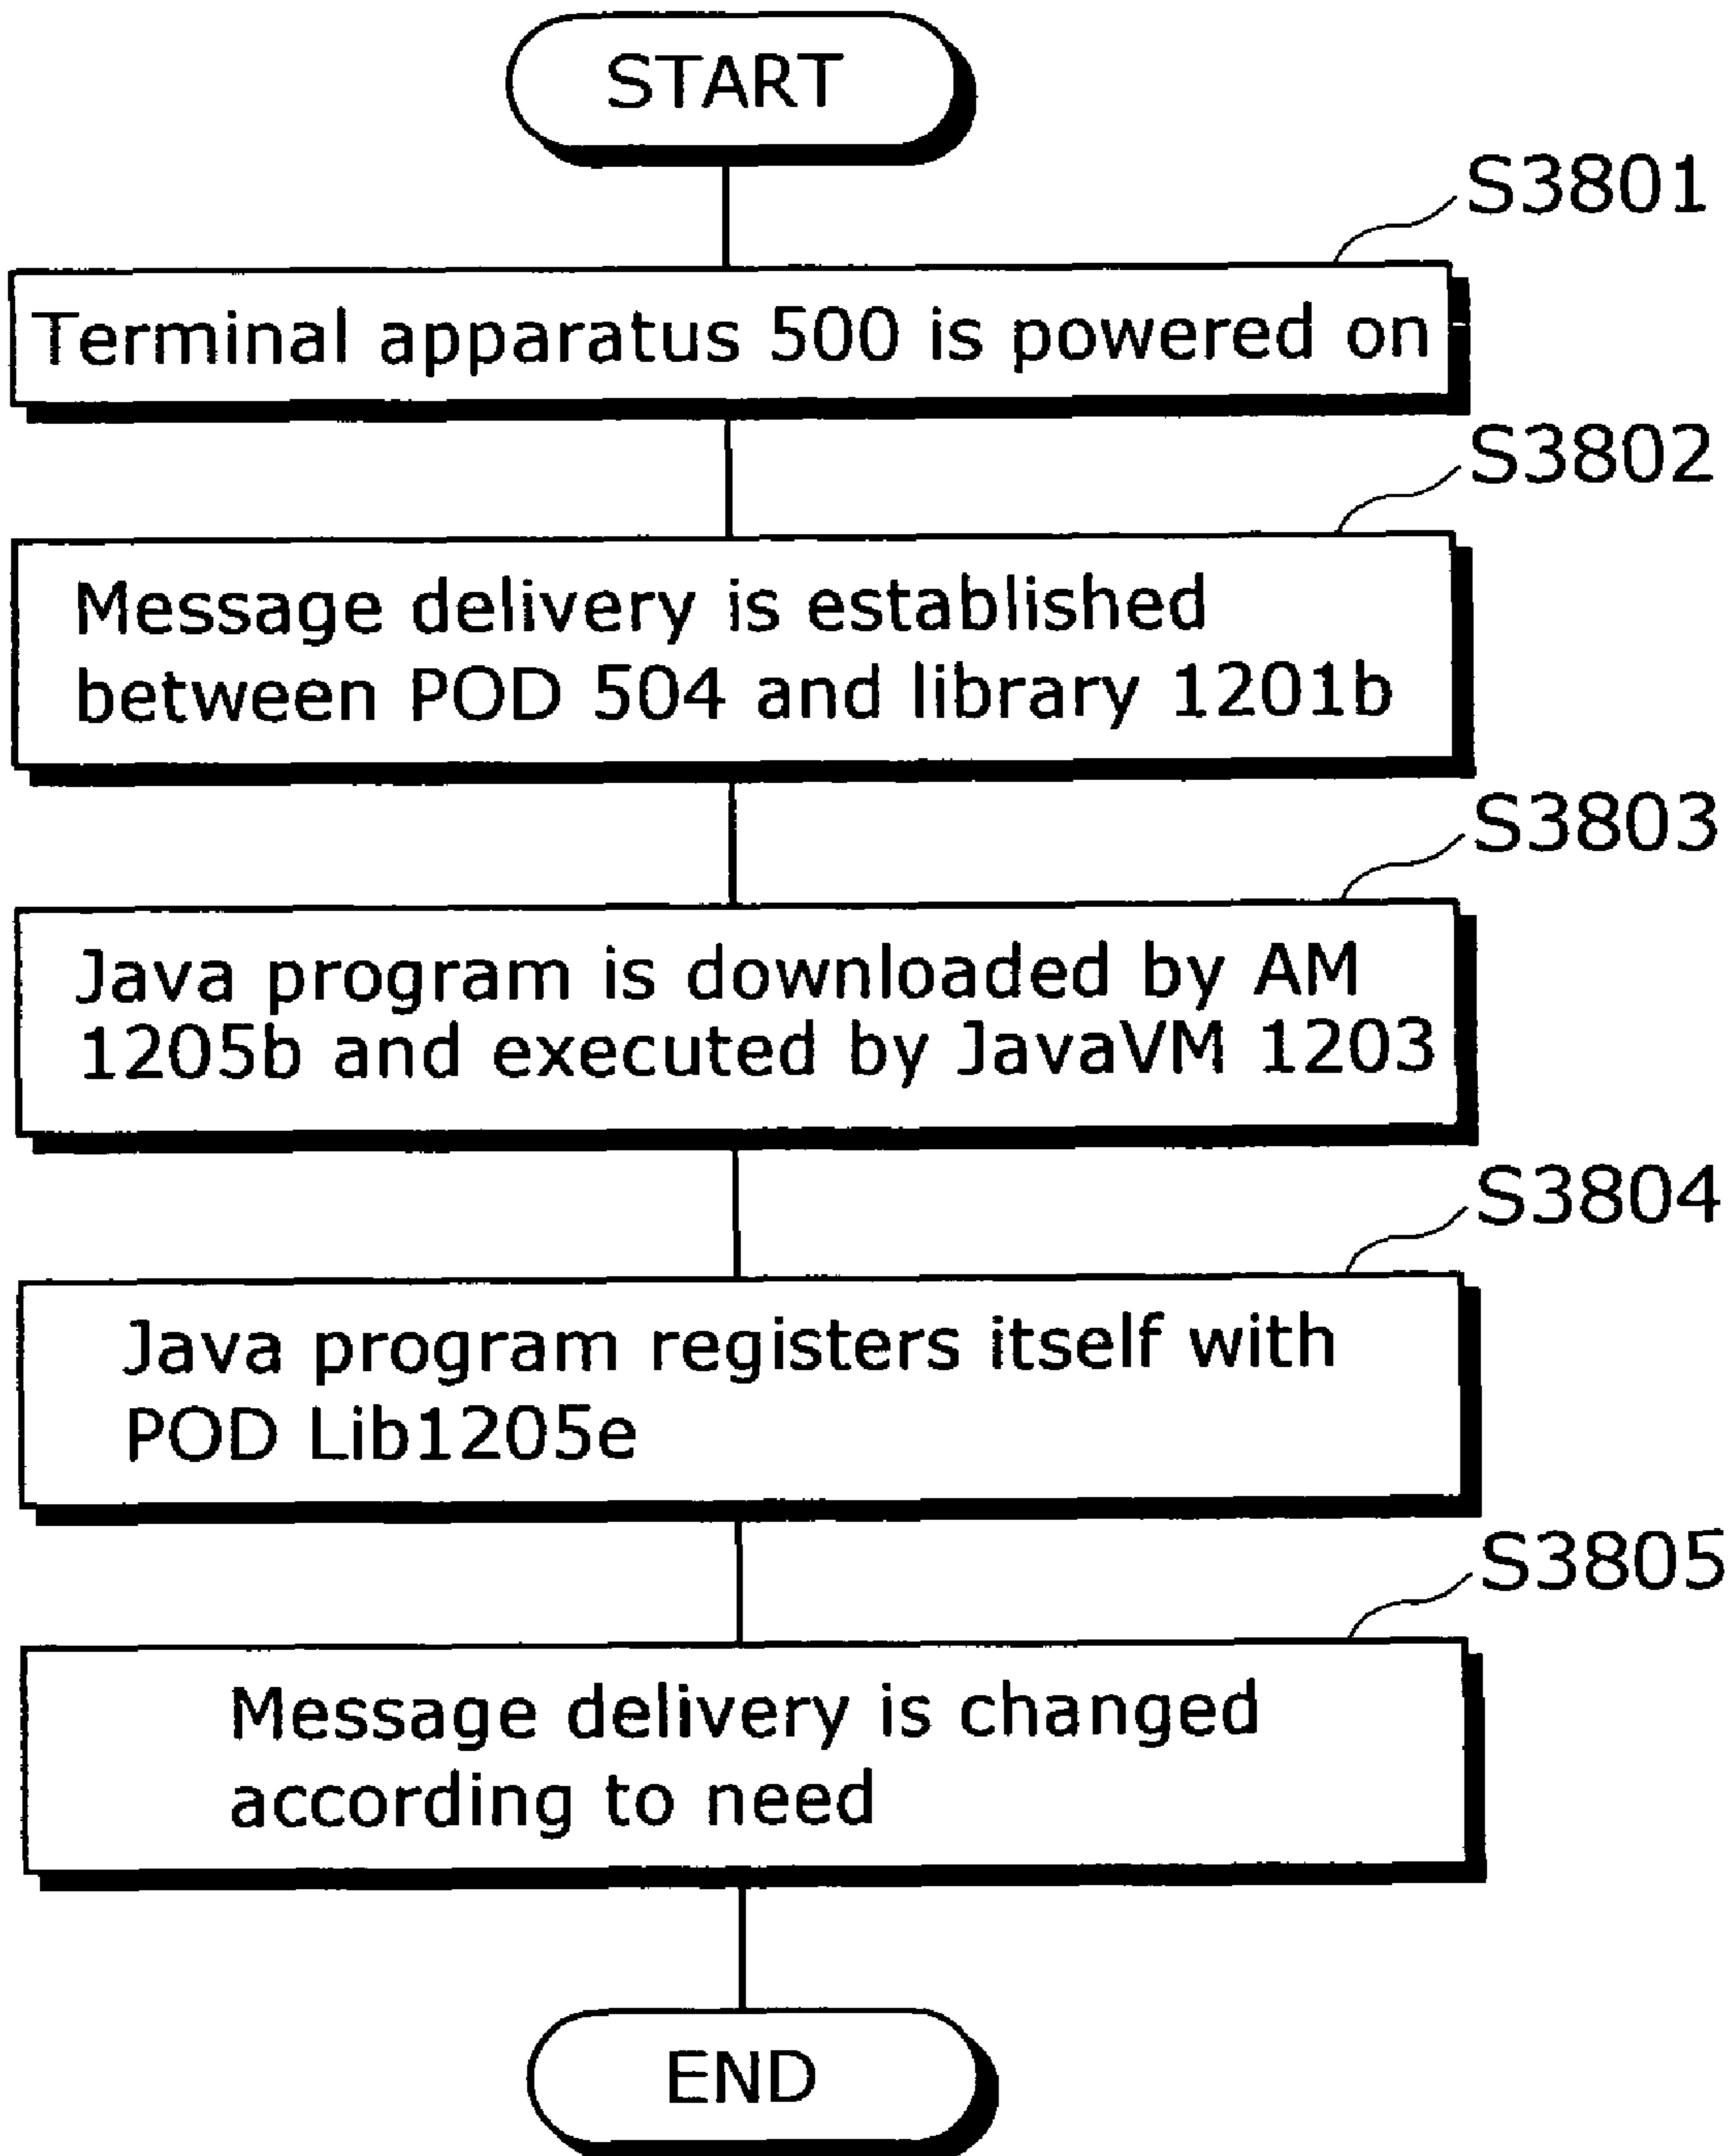 START
S3801
Terminal apparatus 500 is powered on
S3802
Message delivery is established
between POD 504 and library 1201b
S3803
Java program is downloaded by AM
1205b and executed by JavaVM 1203
S3804
Java program registers itself with
POD Lib1205e
S3805
Message delivery is changed
according to need
END